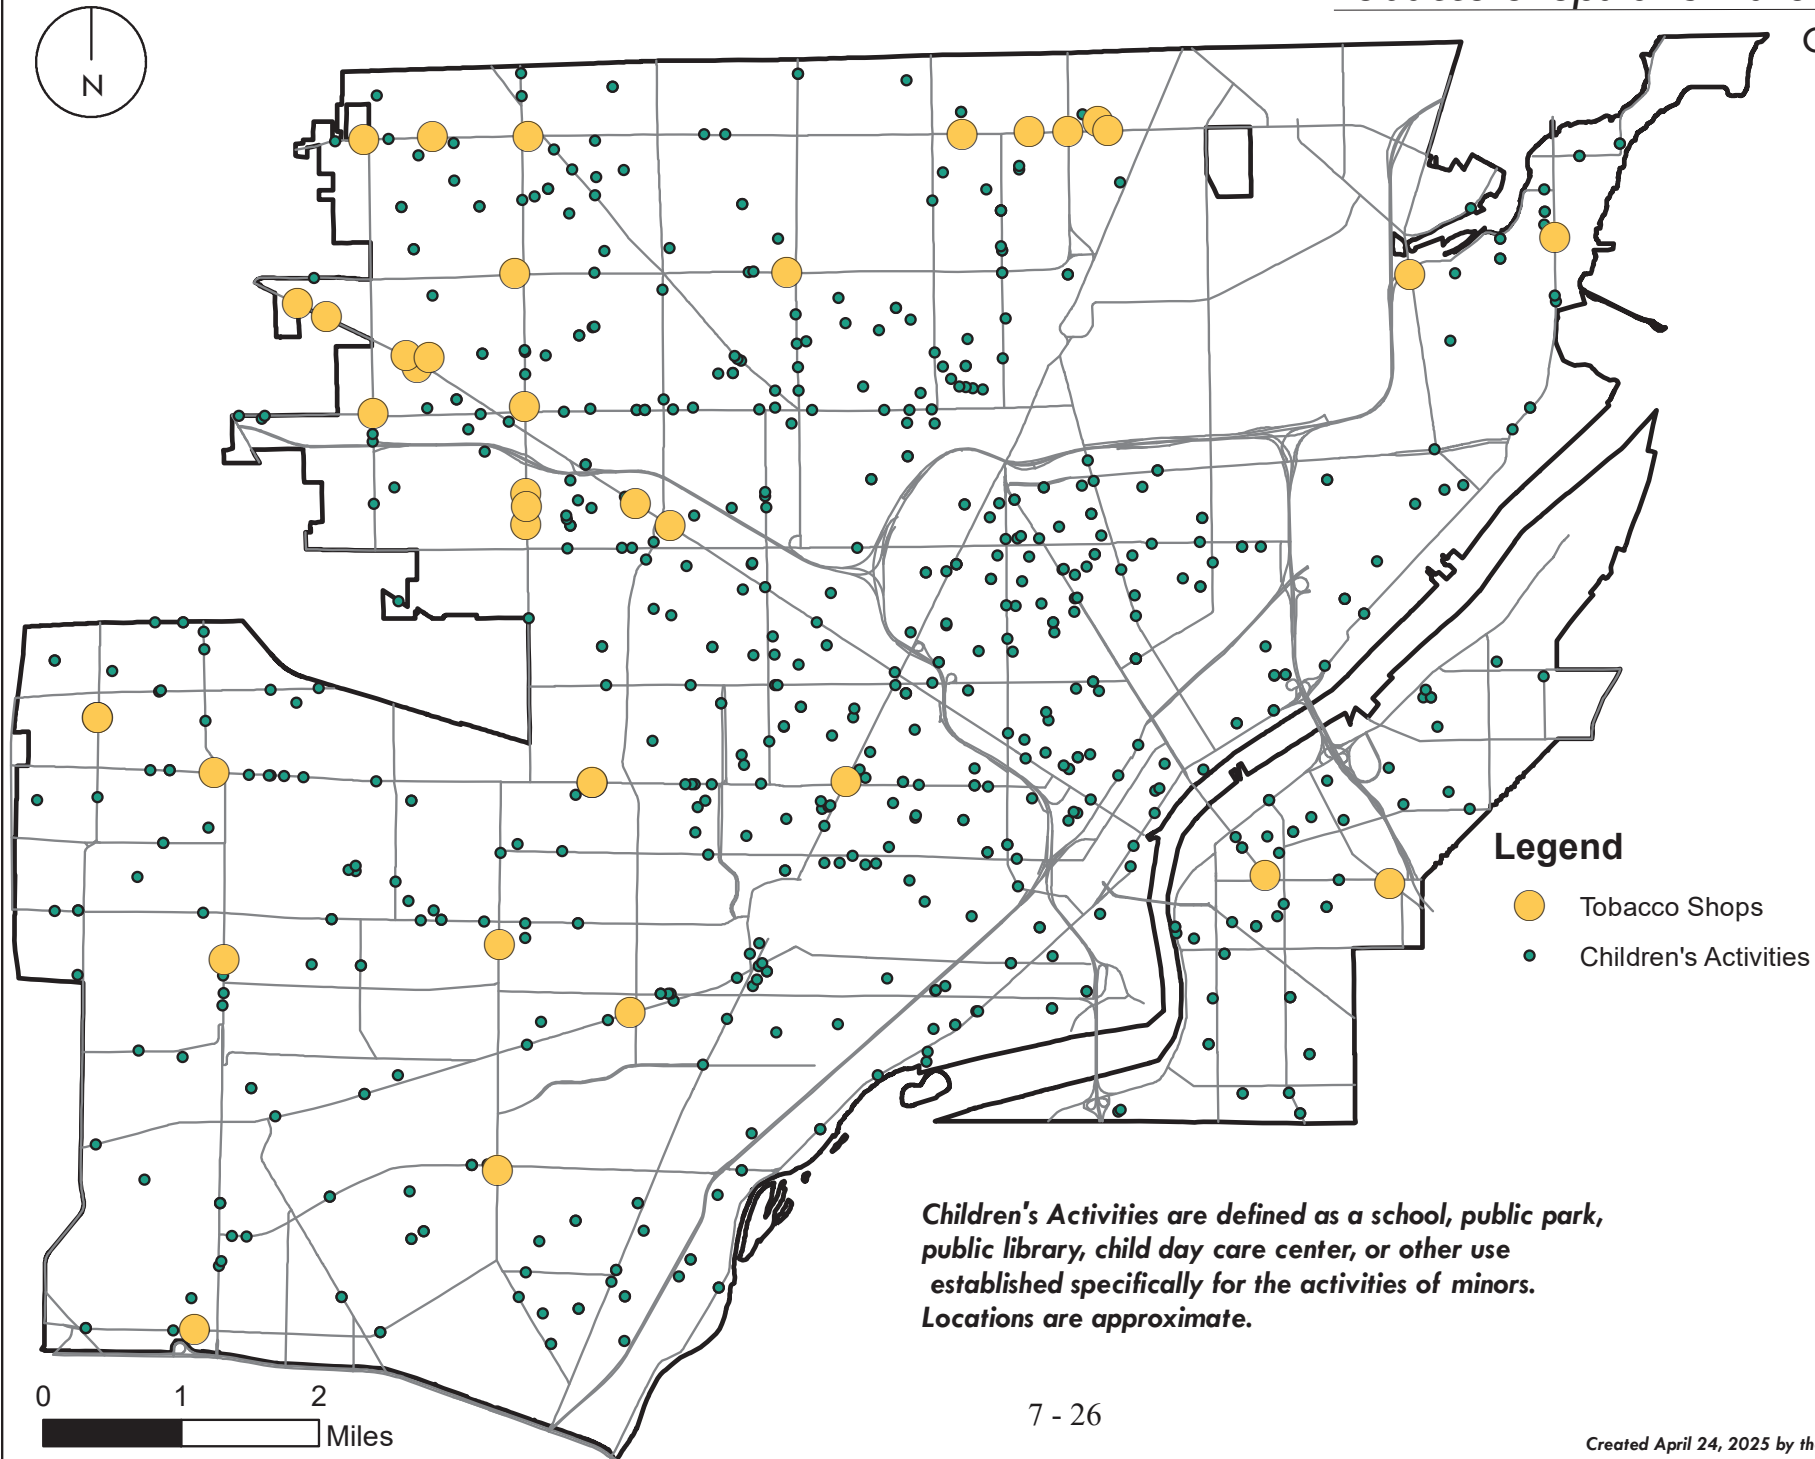 N
Legend
Tobacco Shops
Children's Activities
Children's Activities are defined as a school, public park,
public library, child day care center, or other use
established specifically for the activities of minors.
Locations are approximate.
0 1 2
Miles
7 - 26
Created April 24, 2025 by th